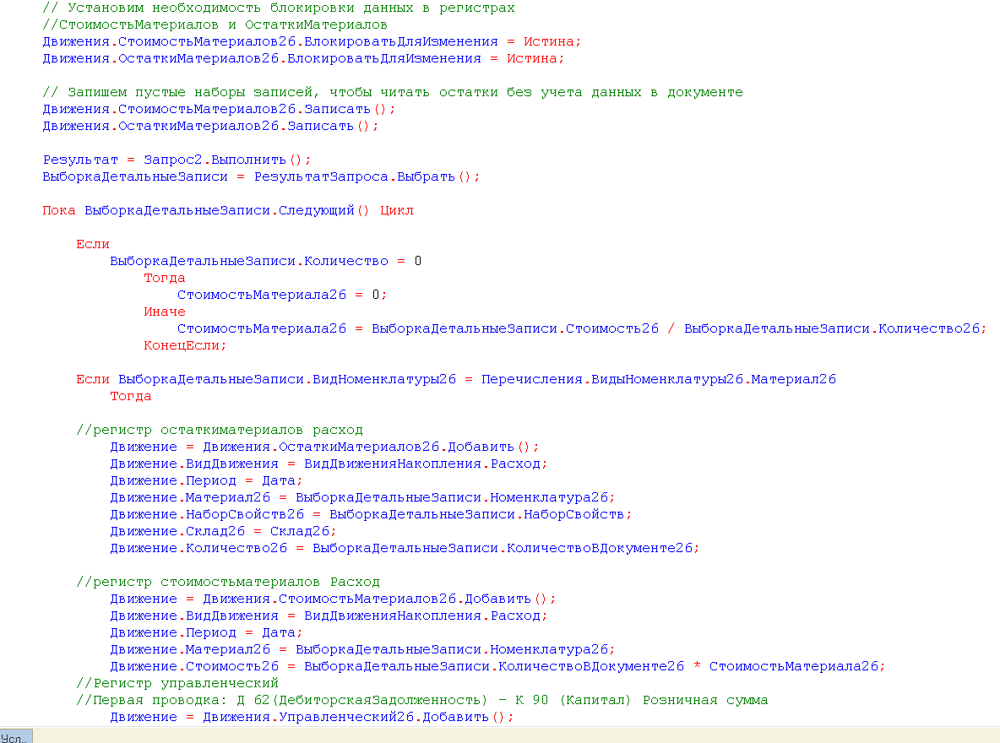 // Установим необходимость блокировки данных в регистрах
//СтоимостьМатериалов и ОстаткиМатериалов
Движения.СтоимостьМатериалов26.БлокироватьДляИзменения = Истина;
Движения.ОстаткиМатериалов26.БлокироватьДляИзменения = Истина;
// Запишем пустые наборы записей, чтобы читать остатки без учета данных в документе
Движения.СтоимостьМатериалов26.Записать();
Движения.ОстаткиМатериалов26.Записать();
Результат = Запрос2.Выполнить();
ВыборкаДетальныеЗаписи = РезультатЗапроса.Выбрать();
Пока ВыборкаДетальныеЗаписи.Следующий() Цикл
Если
ВыборкаДетальныеЗаписи.Количество = 0
Тогда
СтоимостьМатериала26 = 0;
Иначе
СтоимостьМатериала26 = ВыборкаДетальныеЗаписи.Стоимость26 / ВыборкаДетальныеЗаписи.Количество26;
КонецЕсли;
Если ВыборкаДетальныеЗаписи.ВидНоменклатуры26 = Перечисления.ВидыНоменклатуры26.Материал26
Тогда
//регистр остаткиматериалов расход
Движение = Движения.ОстаткиМатериалов26.Добавить();
Движение.ВидДвижения = ВидДвиженияНакопления.Расход;
Движение.Период = Дата;
Движение.Материал26 = ВыборкаДетальныеЗаписи.Номенклатура26;
Движение.НаборСвойств26 = ВыборкаДетальныеЗаписи.НаборСвойств;
Движение.Склад26 = Склад26;
Движение.Количество26 = ВыборкаДетальныеЗаписи.КоличествоВДокументе26;
//регистр стоимостьматериалов Расход
Движение = Движения.СтоимостьМатериалов26.Добавить();
Движение.ВидДвижения = ВидДвиженияНакопления.Расход;
Движение.Период = Дата;
Движение.Материал26 = ВыборкаДетальныеЗаписи.Номенклатура26;
Движение.Стоимость26 = ВыборкаДетальныеЗаписи.КоличествоВДокументе26 * СтоимостьМатериала26;
//Регистр управленческий
//Первая проводка: Д 62(ДебиторскаяЗадолженность) – К 90 (Капитал) Розничная сумма
Движение = Движения.Управленческий26.Добавить();
Усл...